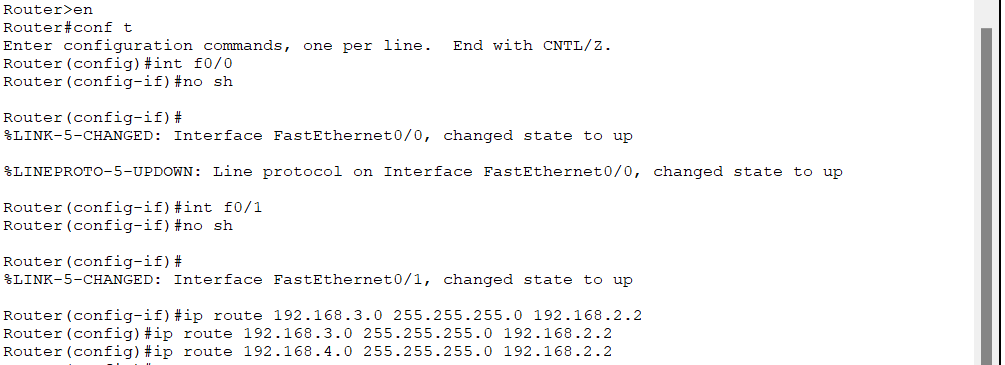 Router>en
Router#conf t
Enter configuration commands, one per line.  End with CNTL/Z.
Router(config)#int f0/0
Router(config-if)#no sh
Router(config-if)#
%LINK-5-CHANGED: Interface FastEthernet0/0, changed state to up
%LINEPROTO-5-UPDOWN: Line protocol on Interface FastEthernet0/0, changed state to up
Router(config-if)#int f0/1
Router(config-if)#no sh
Router(config-if)#
%LINK-5-CHANGED: Interface FastEthernet0/1, changed state to up
Router(config-if)#ip route 192.168.3.0 255.255.255.0 192.168.2.2
Router(config)#ip route 192.168.3.0 255.255.255.0 192.168.2.2
Router(config)#ip route 192.168.4.0 255.255.255.0 192.168.2.2